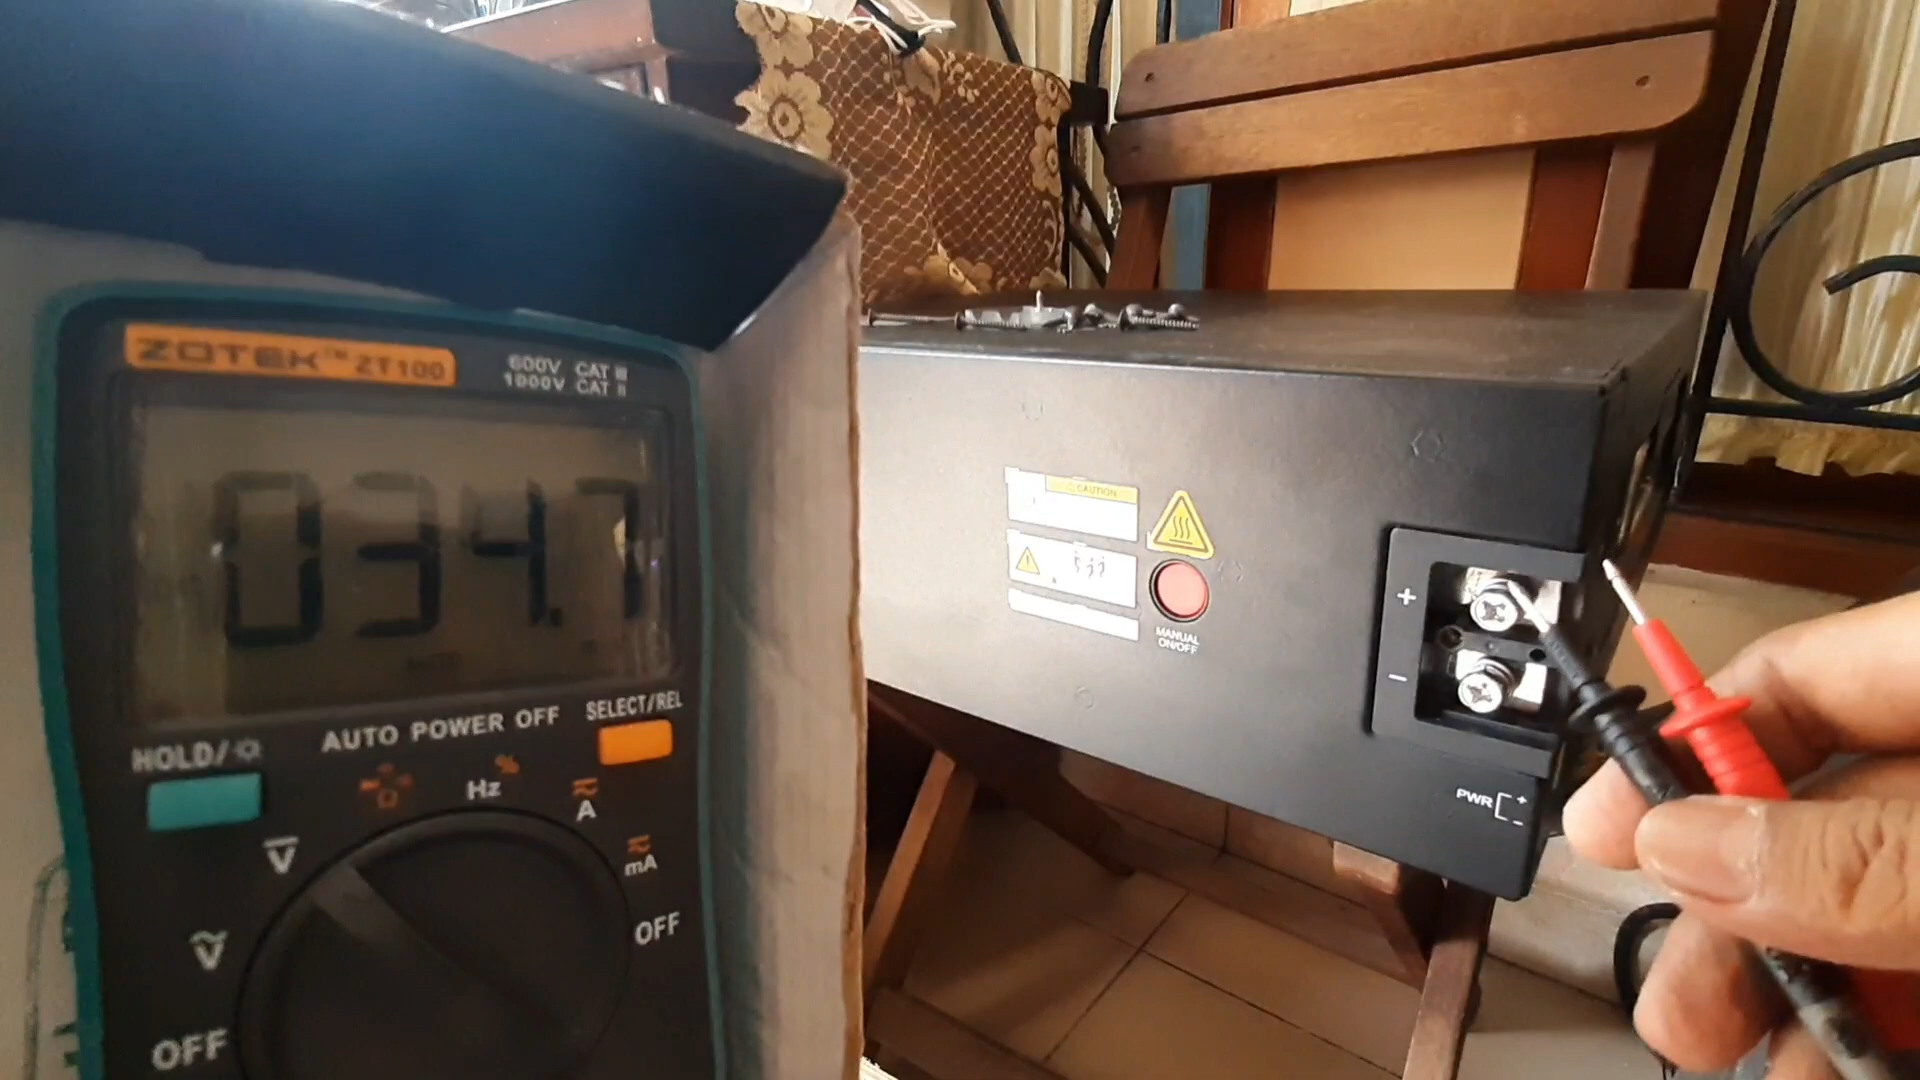 ZOTEK™ ZT100
600V CAT III
1000V CAT II
034.7
SELECT/REL
AUTO POWER OFF
HOLD/
%
Hz
Ω
A
V
mA
V
OFF
OFF
CAUTION
MANUAL
ON/OFF
+
-
PWR
+
-